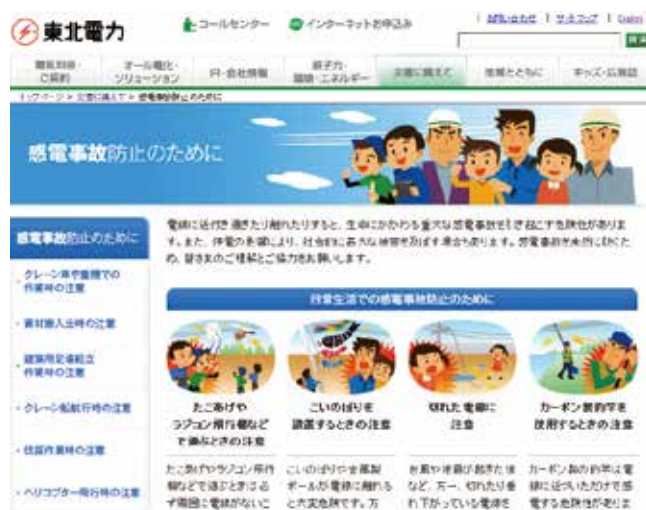 東北電力
コールセンター
インターネットお申込み
お問い合わせ
サイトマップ
English
検索
電気料金・
ご契約
オール電化・
ソリューション
IR・会社情報
原子力・
環境・エネルギー
災害に備えて
地域とともに
キッズ・広報誌
トップページ > 災害に備えて > 感電事故防止のために
感電事故防止のために
感電事故防止のために
電線に近付き過ぎたり触れたりすると、生命にかかわる重大な感電事故を引き起こす危険性がありま
す。また、停電の影響により、社会的に甚大な被害を及ぼす場合もあります。感電事故を未然に防ぐた
め、皆さまのご理解とご協力をお願いします。
クレーン車や重機での
作業時の注意
資材搬入出時の注意
建築用足場組立
作業時の注意
クレーン船航行時の注意
伐採作業時の注意
ヘリコプター飛行時の注意
日常生活での感電事故防止のために
たこあげや
ラジコン飛行機など
で遊ぶときの注意
こいのぼりを
設置するときの注意
切れた電線に
注意
カーボン製釣竿を
使用するときの注意
たこあげやラジコン飛行
機などで遊ぶときは必
ず周囲に電線がないこ
こいのぼりや金属製
ポールが電線に触れる
と大変危険です。万
台風や地震が起きた後
など、万一、切れたり垂
れ下がっている電線を
カーボン製の釣竿は電
線に近づいただけで感
電する危険性がありま